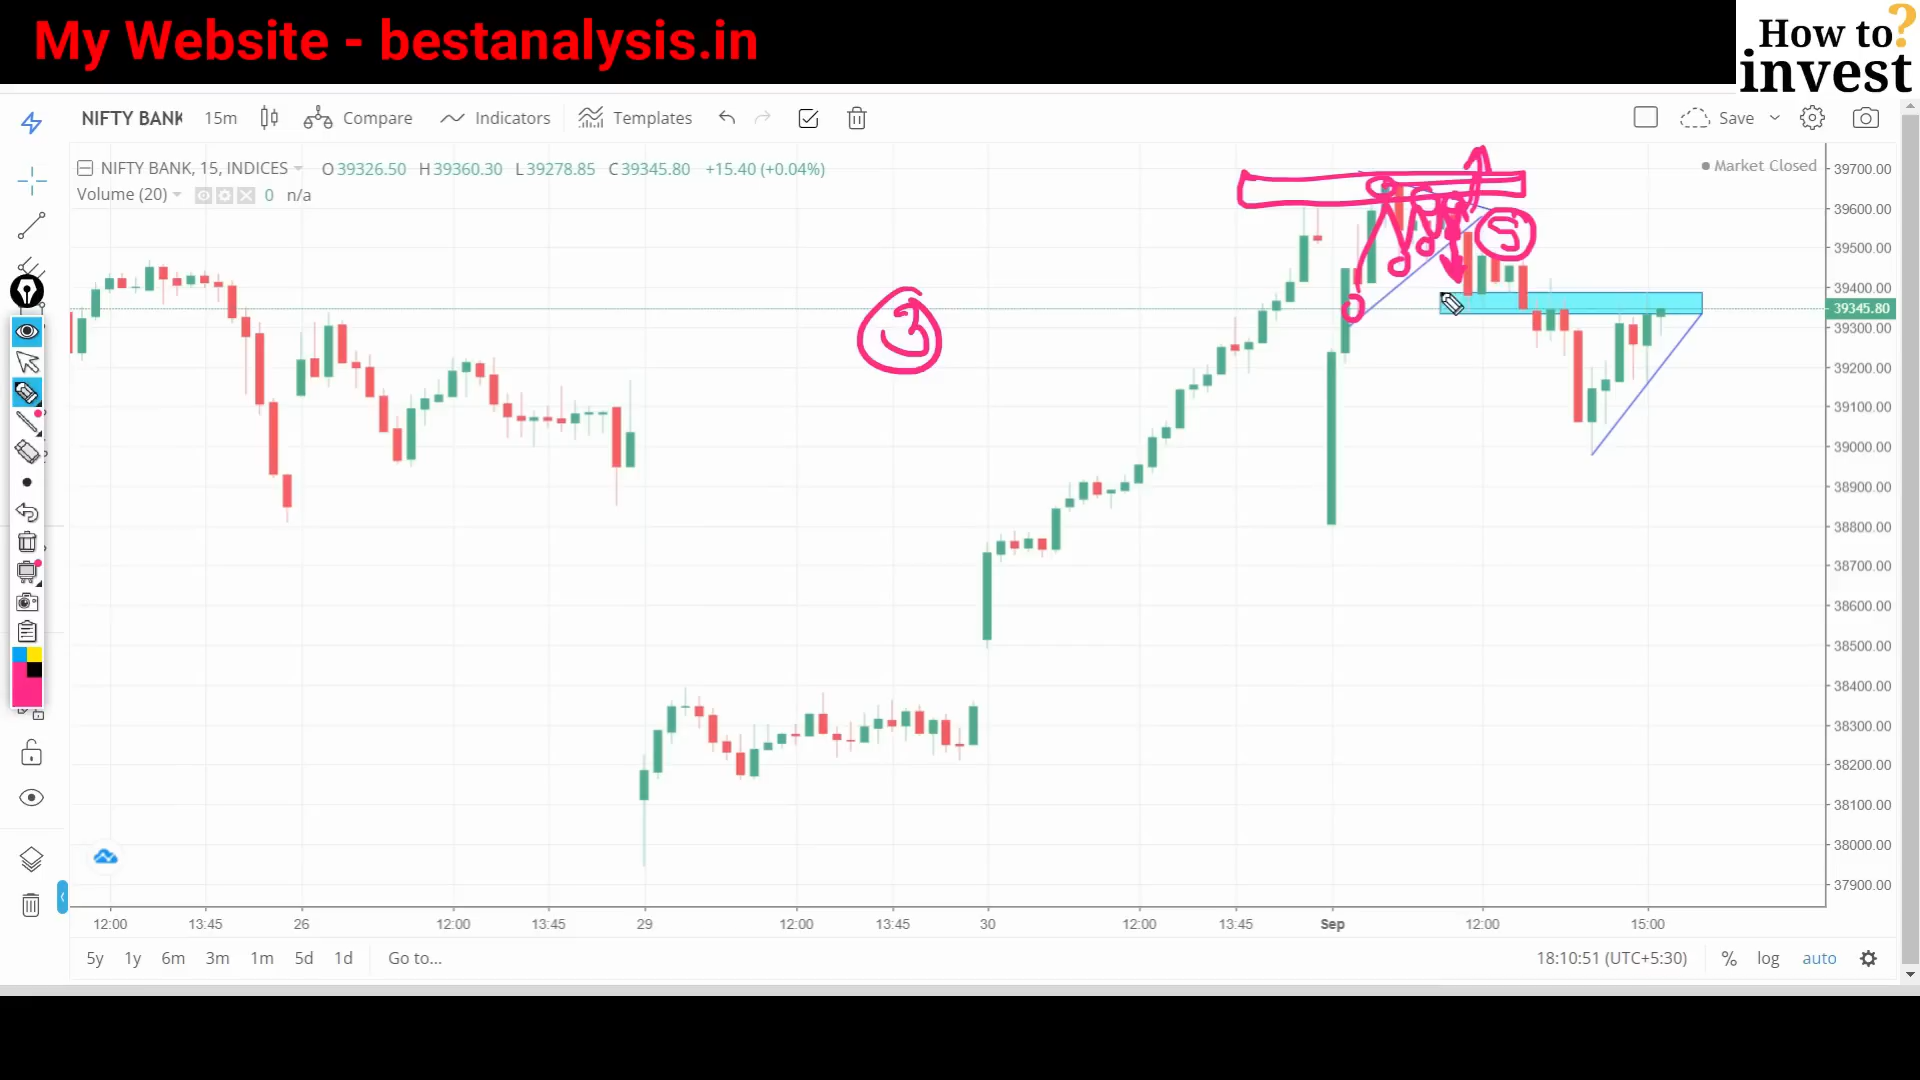 My Website - bestanalysis.in
How to?
invest
NIFTY BANK 15m Compare Indicators Templates Save
NIFTY BANK, 15, INDICES O39326.50 H39360.30 L39278.85 C39345.80 +15.40 (+0.04%)
Market Closed
Volume (20) 0 n/a
39700.00
39600.00
39500.00
39400.00
39345.80
39300.00
39200.00
39100.00
39000.00
38900.00
38800.00
38700.00
38600.00
38500.00
38400.00
38300.00
38200.00
38100.00
38000.00
37900.00
12:00 13:45 26 12:00 13:45 29 12:00 13:45 30 12:00 13:45 Sep 12:00 15:00
5y 1y 6m 3m 1m 5d 1d Go to... 18:10:51 (UTC+5:30) % log auto